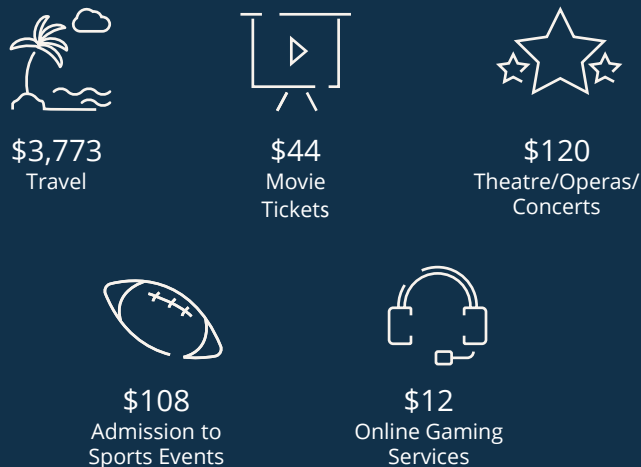 $3,773
Travel
$44
Movie
Tickets
$120
Theatre/Operas/
Concerts
$108
Admission to
Sports Events
$12
Online Gaming
Services